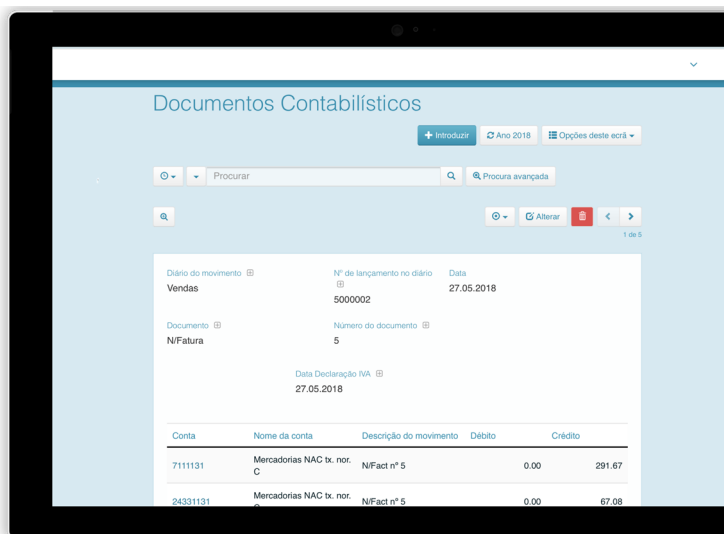 Documentos Contabilísticos
Introduzir Ano 2018 Opções deste ecrã
Procurar Procura avançada
Alterar
1 de 5
Diário do movimento Nº de lançamento no diário Data
Vendas 5000002 27.05.2018
Documento Número do documento
N/Fatura 5
Data Declaração IVA
27.05.2018
Conta Nome da conta Descrição do movimento Débito Crédito
7111131 Mercadorias NAC tx. nor. C N/Fact nº 5 0.00 291.67
24331131 Mercadorias NAC tx. nor. N/Fact nº 5 0.00 67.08